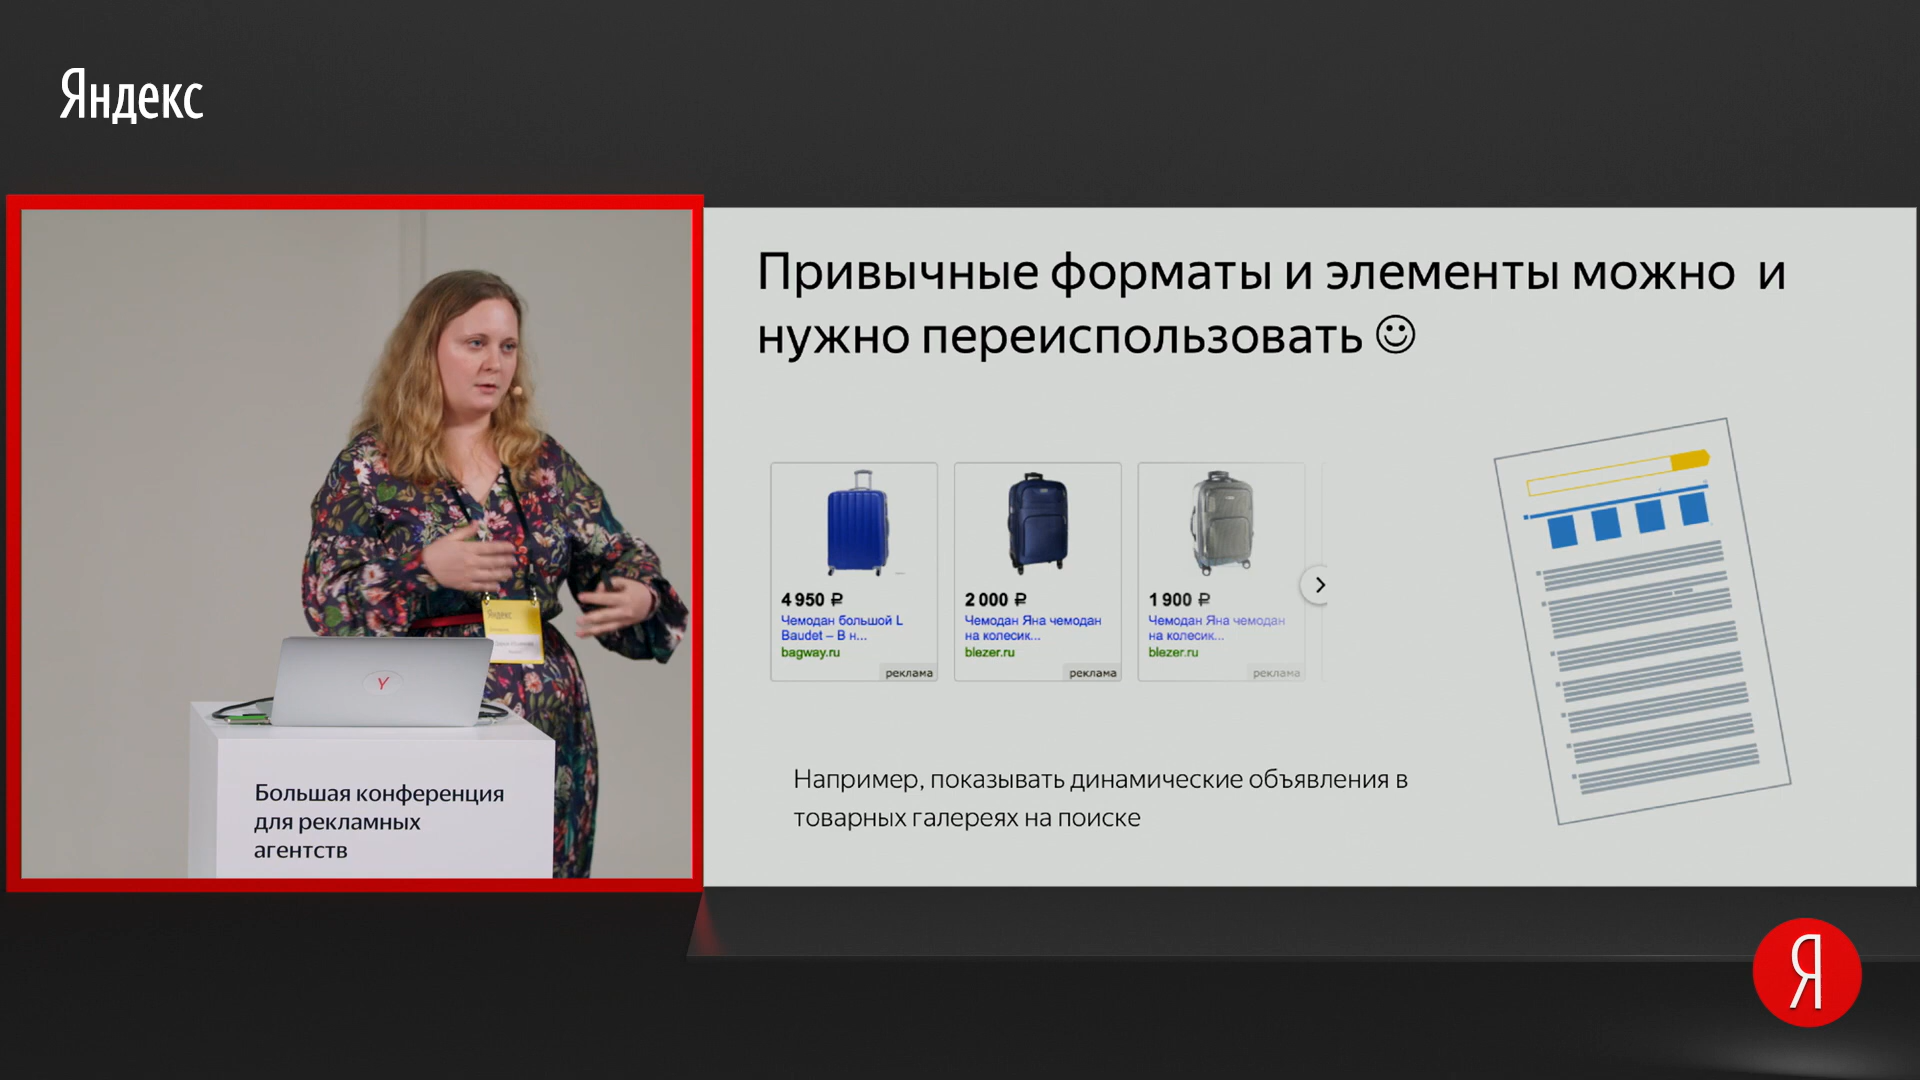 Яндекс
Привычные форматы и элементы можно и
нужно переиспользовать
4 950 ₽
Чемодан большой L
Baudet – В н...
bagway.ru
реклама
2 000 ₽
Чемодан Яна чемодан
на колесик...
blezer.ru
реклама
1 900 ₽
Чемодан Яна чемодан
на колесик...
blezer.ru
реклама
Например, показывать динамические объявления в
товарных галереях на поиске
Яндекс
Y
Большая конференция
для рекламных
агентств
Я